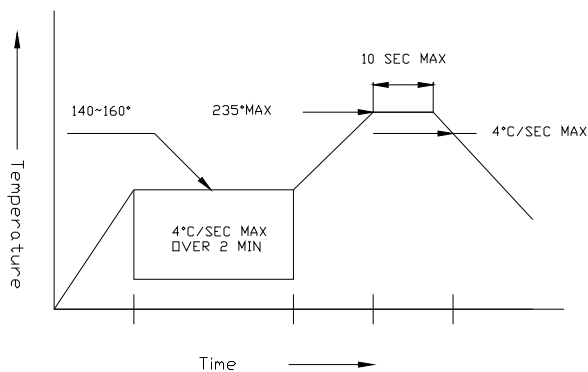 10 SEC MAX
140~160°
235°MAX
4°C/SEC MAX
4°C/SEC MAX
OVER 2 MIN
Temperature
Time